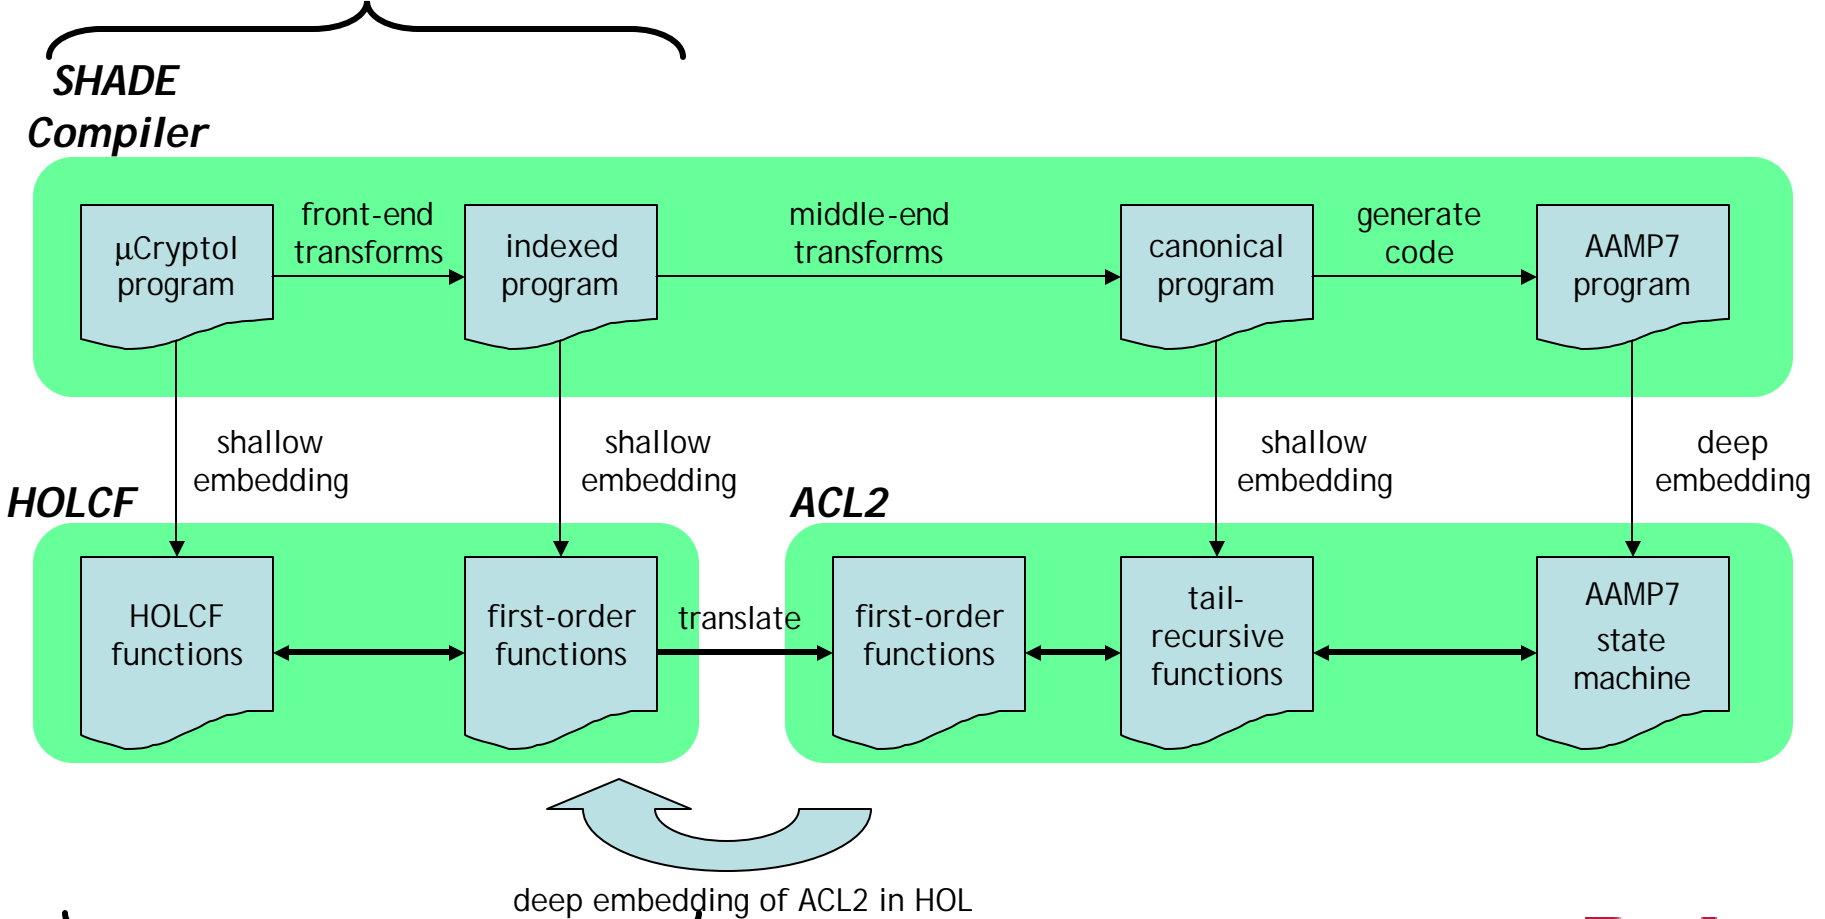 SHADE
Compiler
µCryptol
program
front-end
transforms
indexed
program
middle-end
transforms
canonical
program
generate
code
AAMP7
program
shallow
embedding
shallow
embedding
shallow
embedding
deep
embedding
HOLCF
ACL2
HOLCF
functions
first-order
functions
translate
first-order
functions
tail-
recursive
functions
AAMP7
state
machine
deep embedding of ACL2 in HOL